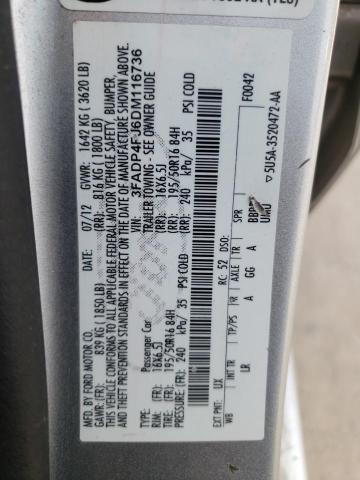 MFD. BY FORD MOTOR CO.
DATE: 07/12 GVWR: 1642 KG ( 3620 LB)
GAWR:(FR): 839 KG ( 1850 LB) (RR): 816 KG ( 1800 LB)
THIS VEHICLE CONFORMS TO ALL APPLICABLE FEDERAL MOTOR VEHICLE SAFETY, BUMPER,
AND THEFT PREVENTION STANDARDS IN EFFECT ON THE DATE OF MANUFACTURE SHOWN ABOVE.
VIN: 3FADP4FJ6DM116736
TYPE: Passenger Car TRAILER TOWING - SEE OWNER GUIDE
RIM (FR): 16X6.5J (RR): 16X6.5J
TIRE (FR): 195/50R16 84H (RR): 195/50R16 84H
PRESSURE (FR): 240 kPa/ 35 PSI COLD (RR): 240 kPa/ 35 PSI COLD
EXT PNT: UX RC: 52 DSO: F0042
WB INT TR TP/PS R AXLE TR SPR
LR I GG A A
▽5U5A-3520472-AA